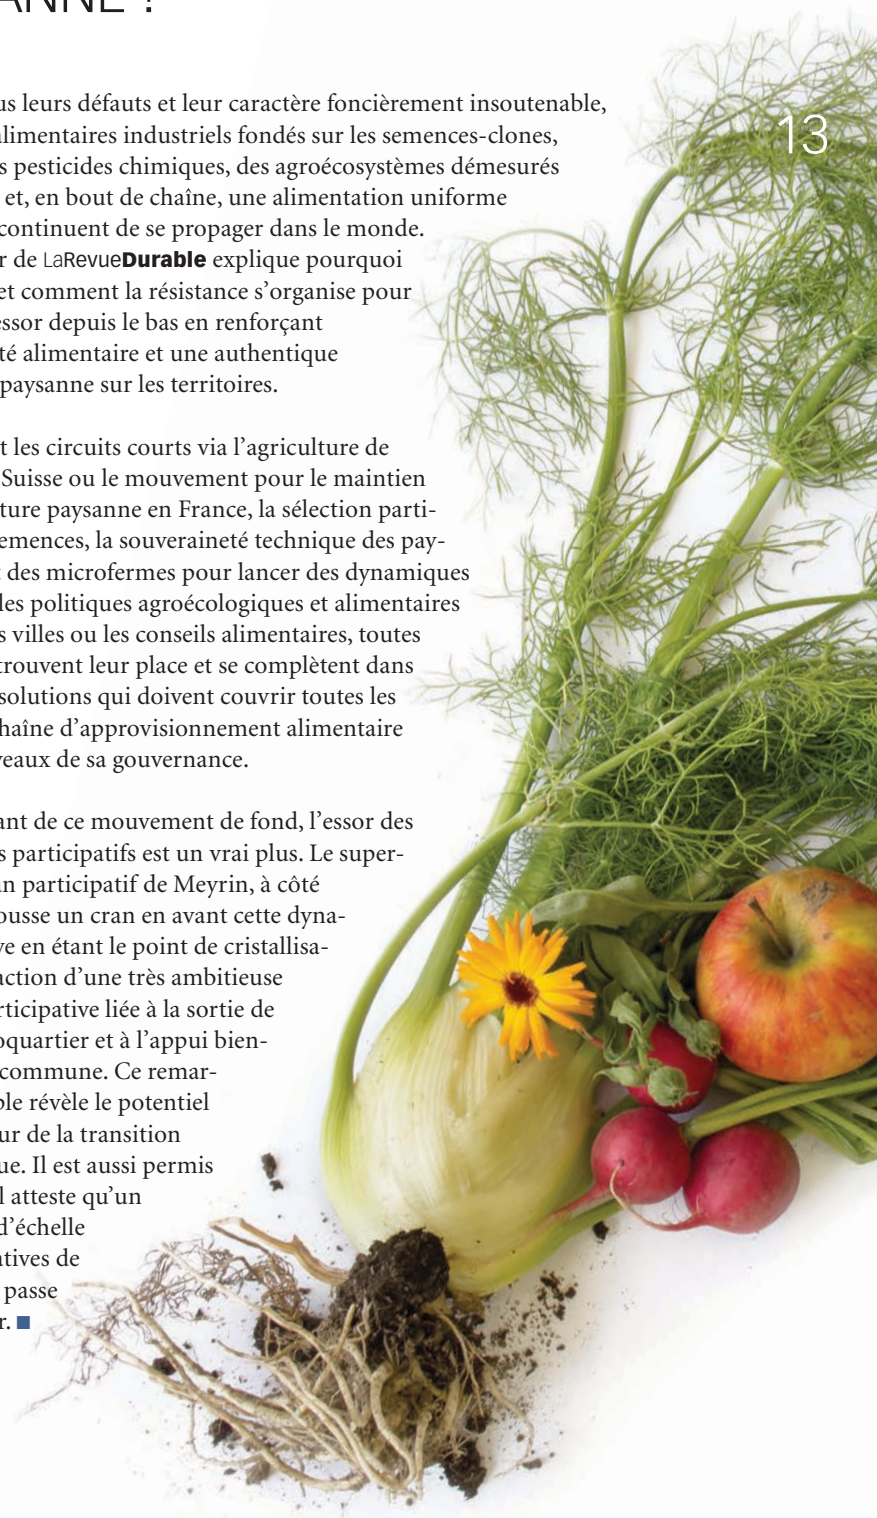 ANNE !
us leurs défauts et leur caractère foncièrement insoutenable,
alimentaires industriels fondés sur les semences-clones,
s pesticides chimiques, des agroécosystèmes démesurés
et, en bout de chaîne, une alimentation uniforme
continuent de se propager dans le monde.
r de LaRevueDurable explique pourquoi
et comment la résistance s’organise pour
essor depuis le bas en renforçant
té alimentaire et une authentique
paysanne sur les territoires.
t les circuits courts via l’agriculture de
Suisse ou le mouvement pour le maintien
ture paysanne en France, la sélection parti-
emences, la souveraineté technique des pay-
t des microfermes pour lancer des dynamiques
les politiques agroécologiques et alimentaires
s villes ou les conseils alimentaires, toutes
trouvent leur place et se complètent dans
solutions qui doivent couvrir toutes les
haîne d’approvisionnement alimentaire
veaux de sa gouvernance.
ant de ce mouvement de fond, l’essor des
s participatifs est un vrai plus. Le super-
an participatif de Meyrin, à côté
ousse un cran en avant cette dyna-
ve en étant le point de cristallisa-
action d’une très ambitieuse
rticipative liée à la sortie de
oquartier et à l’appui bien-
commune. Ce remar-
ple révèle le potentiel
ur de la transition
ue. Il est aussi permis
l atteste qu’un
d’échelle
atives de
passe
r.
13